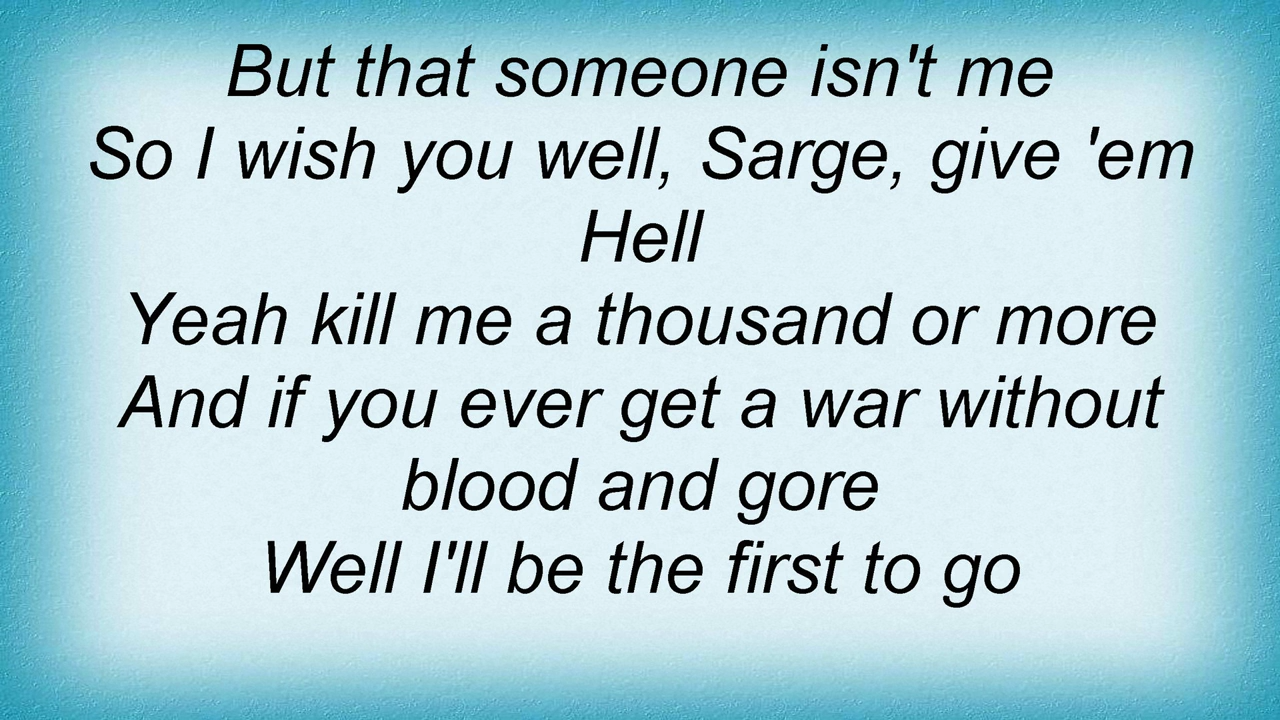 But that someone isn't me
So I wish you well, Sarge, give 'em
Hell
Yeah kill me a thousand or more
And if you ever get a war without
blood and gore
Well I'll be the first to go